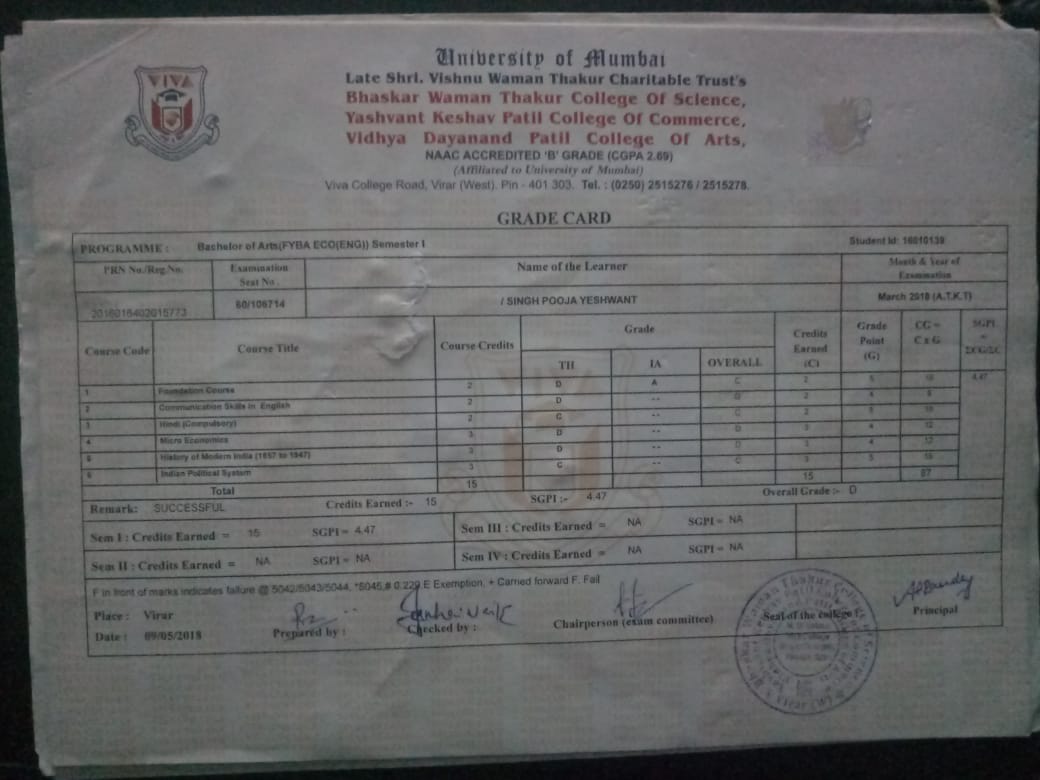 VIVA
University of Mumbai
Late Shri. Vishnu Waman Thakur Charitable Trust's
Bhaskar Waman Thakur College Of Science,
Yashvant Keshav Patil College Of Commerce,
Vidhya Dayanand Patil College Of Arts,
NAAC ACCREDITED 'B' GRADE (CGPA 2.69)
(Affiliated to University of Mumbai)
Viva College Road, Virar (West). Pin - 401 303. Tel. : (0250) 2515276 / 2515278.
GRADE CARD
PROGRAMME : Bachelor of Arts(FYBA ECO(ENG)) Semester I Student Id: 16010139
PRN No./Reg.No. Examination Seat No. Name of the Learner Month & Year of Examination
2016016402015773 60/106714 / SINGH POOJA YESHWANT March 2018 (A.T.K.T)
Course Code Course Title Course Credits Grade Credits Earned (C) Grade Point (G) CG = C x G SGPI = ΣCG/ΣC
TH IA OVERALL
1 Foundation Course 2 D A C 2 5 10 4.47
2 Communication Skills in English 2 D -- D 2 4 8
3 Hindi (Compulsory) 2 C -- C 2 5 10
4 Micro Economics 3 D -- D 3 4 12
5 History of Modern India (1857 to 1947) 3 D -- D 3 4 12
6 Indian Political System 3 C -- C 3 5 15
Total 15 15 67
Remark: SUCCESSFUL Credits Earned :- 15 SGPI :- 4.47 Overall Grade :- D
Sem I : Credits Earned = 15 SGPI = 4.47 Sem III : Credits Earned = NA SGPI = NA
Sem II : Credits Earned = NA SGPI = NA Sem IV : Credits Earned = NA SGPI = NA
F in front of marks indicates failure @ 5042/5043/5044, *5045,# 0.229,E Exemption, + Carried forward F. Fail
Place : Virar
Date : 09/05/2018 Prepared by : Checked by : Chairperson (exam committee) Seal of the college Principal